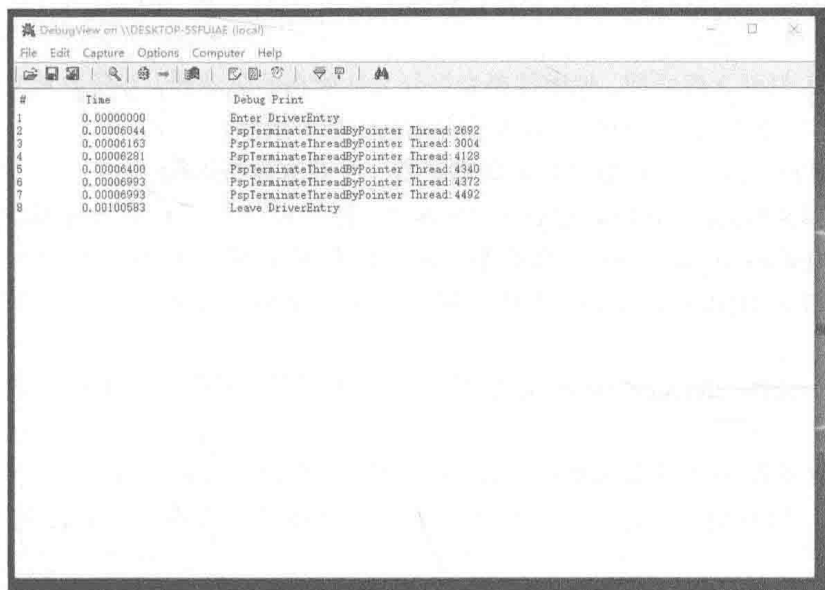 DebugView on \\DESKTOP-5SFUIAE (local)
File Edit Capture Options Computer Help
# Time Debug Print
1 0.00000000 Enter DriverEntry
2 0.00006044 PspTerminateThreadByPointer Thread:2692
3 0.00006163 PspTerminateThreadByPointer Thread:3004
4 0.00006281 PspTerminateThreadByPointer Thread:4128
5 0.00006400 PspTerminateThreadByPointer Thread:4340
6 0.00006993 PspTerminateThreadByPointer Thread:4372
7 0.00006993 PspTerminateThreadByPointer Thread:4492
8 0.00100583 Leave DriverEntry